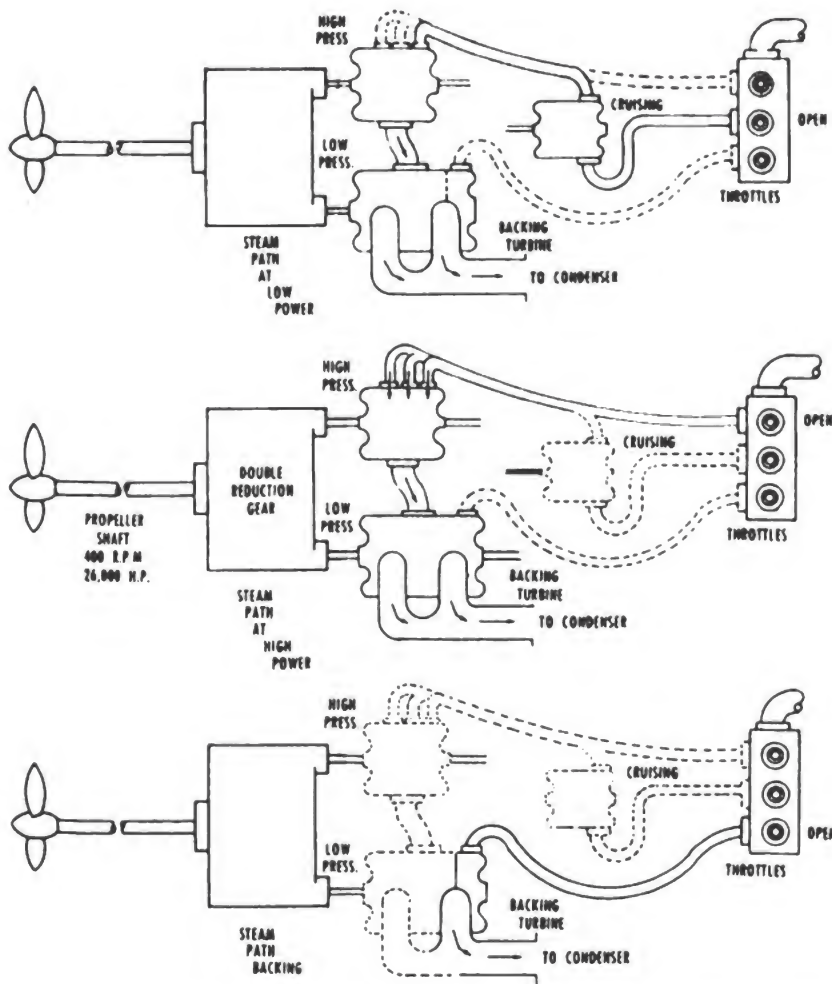 HIGH
PRESS
CRUISING
OPEN
LOW
PRESS.
THROTTLES
BACKING
TURBINE
STEAM
PATH
AT
LOW
POWER
TO CONDENSER
HIGH
PRESS.
OPEN
CRUISING
DOUBLE
REDUCTION
GEAR
LOW
PRESS
PROPELLER
SHAFT
400 R.P.M
26,000 H.P.
THROTTLES
BACKING
TURBINE
STEAM
PATH
AT
HIGH
POWER
TO CONDENSER
HIGH
PRESS
CRUISING
LOW
PRESS.
OPEN
THROTTLES
BACKING
TURBINE
STEAM
PATH
BACKING
TO CONDENSER